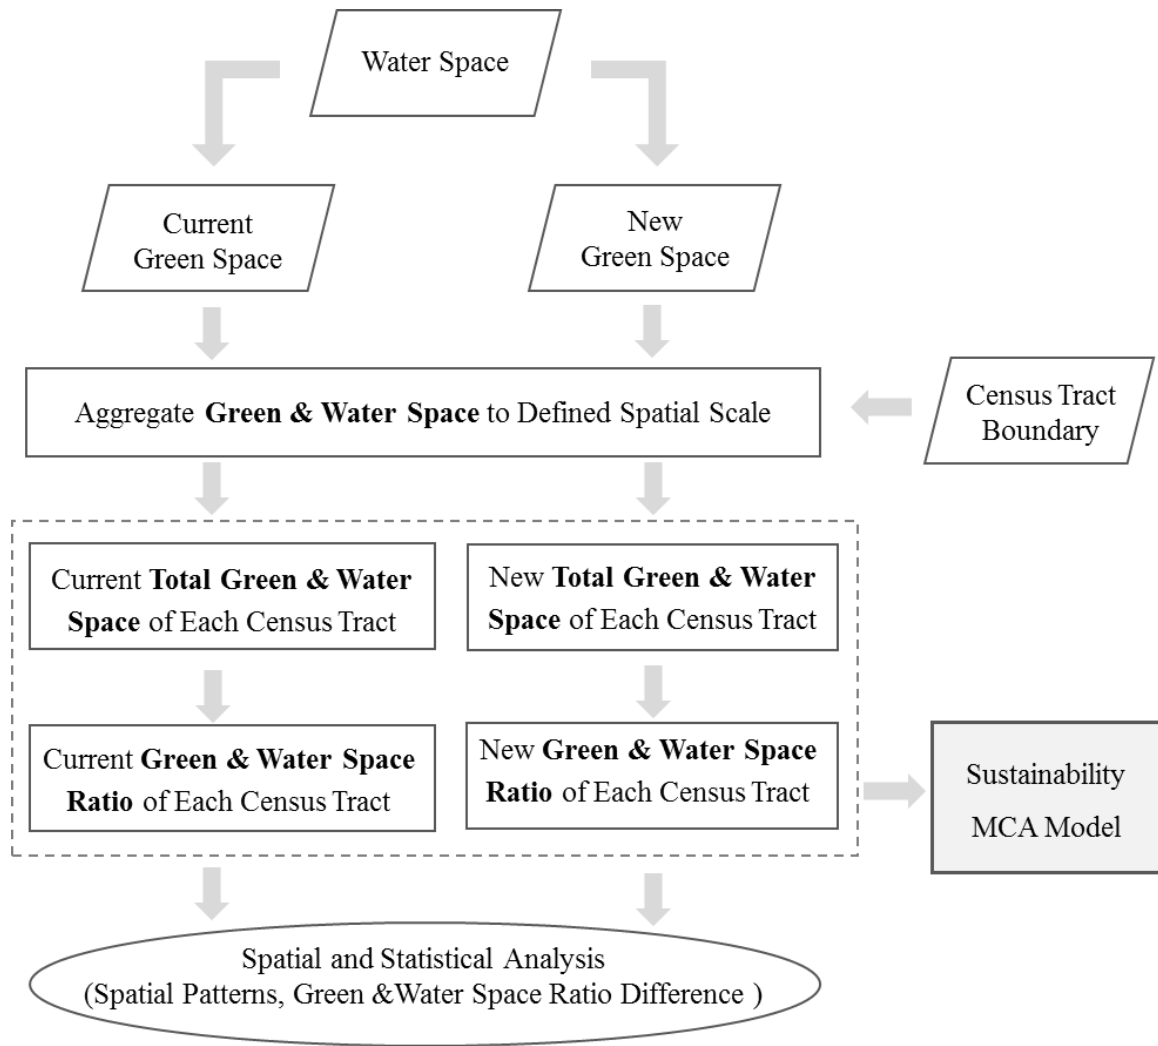 Water Space
Current
Green Space
New
Green Space
Aggregate Green & Water Space to Defined Spatial Scale
Census Tract
Boundary
Current Total Green & Water
Space of Each Census Tract
New Total Green & Water
Space of Each Census Tract
Current Green & Water Space
Ratio of Each Census Tract
New Green & Water Space
Ratio of Each Census Tract
Sustainability
MCA Model
Spatial and Statistical Analysis
(Spatial Patterns, Green &Water Space Ratio Difference )